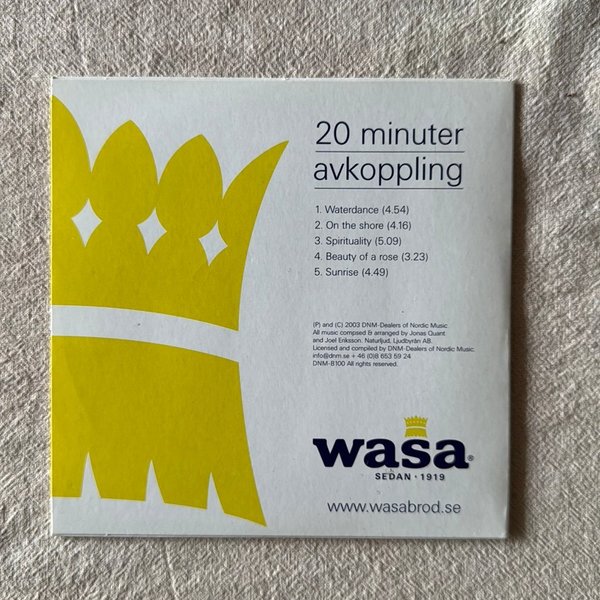 20 minuter
avkoppling
1. Waterdance (4.54)
2. On the shore (4.16)
3. Spirituality (5.09)
4. Beauty of a rose (3.23)
5. Sunrise (4.49)
(P) and (C) 2003 DNM-Dealers of Nordic Music
All music compsed & arranged by Jonas Quant
and Joel Eriksson. Naturljud, Ljudbyrån AB.
Licensed and compiled by DNM-Dealers of Nordic Music.
info@dnm.se + 46 (0)8 653 59 24
DNM-8100 All rights reserved.
wasa®
SEDAN · 1919
www.wasabrod.se